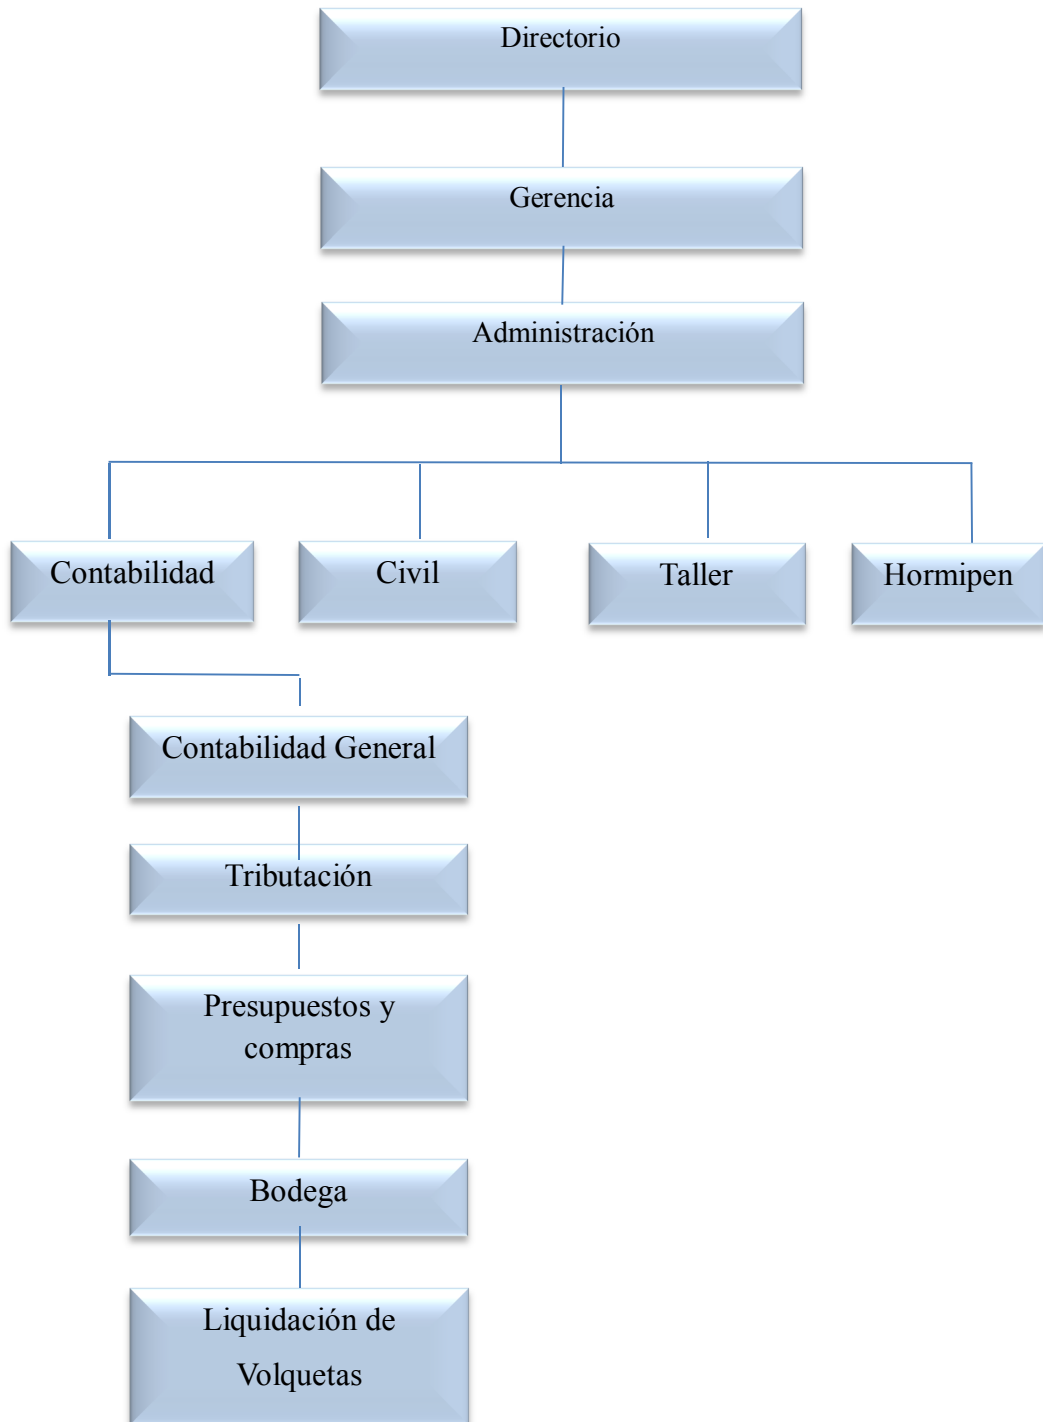 Directorio
Gerencia
Administración
Contabilidad
Civil
Taller
Hormipen
Contabilidad General
Tributación
Presupuestos y
compras
Bodega
Liquidación de
Volquetas